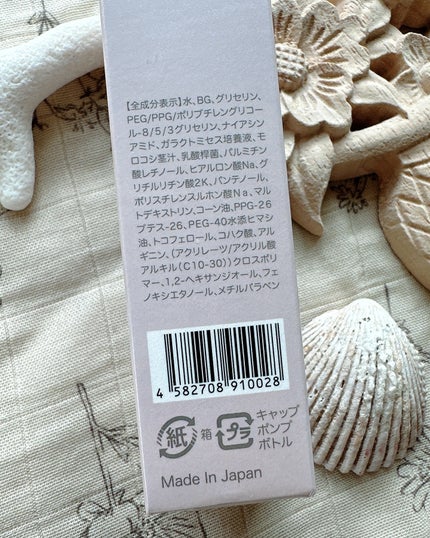 【全成分表示】水、BG、グリセリン、
PEG/PPG/ポリブチレングリコー
ル-8/5/3グリセリン、ナイアシン
アミド、ガラクトミセス培養液、モ
ロコシ茎汁、乳酸桿菌、パルミチン
酸レチノール、ヒアルロン酸Na、グ
リチルリチン酸2K、パンテノール、
ポリスチレンスルホン酸Na、マルト
デキストリン、コーン油、PPG-26
ブテス-26、PEG-40水添ヒマシ
油、トコフェロール、コハク酸、アル
ギニン、(アクリレーツ/アクリル酸
アルキル(C10-30))クロスポリ
マー、1,2-ヘキサンジオール、フェ
ノキシエタノール、メチルパラベン
4 582708 910028
紙 箱 プラ キャップ
ポンプ
ボトル
Made In Japan